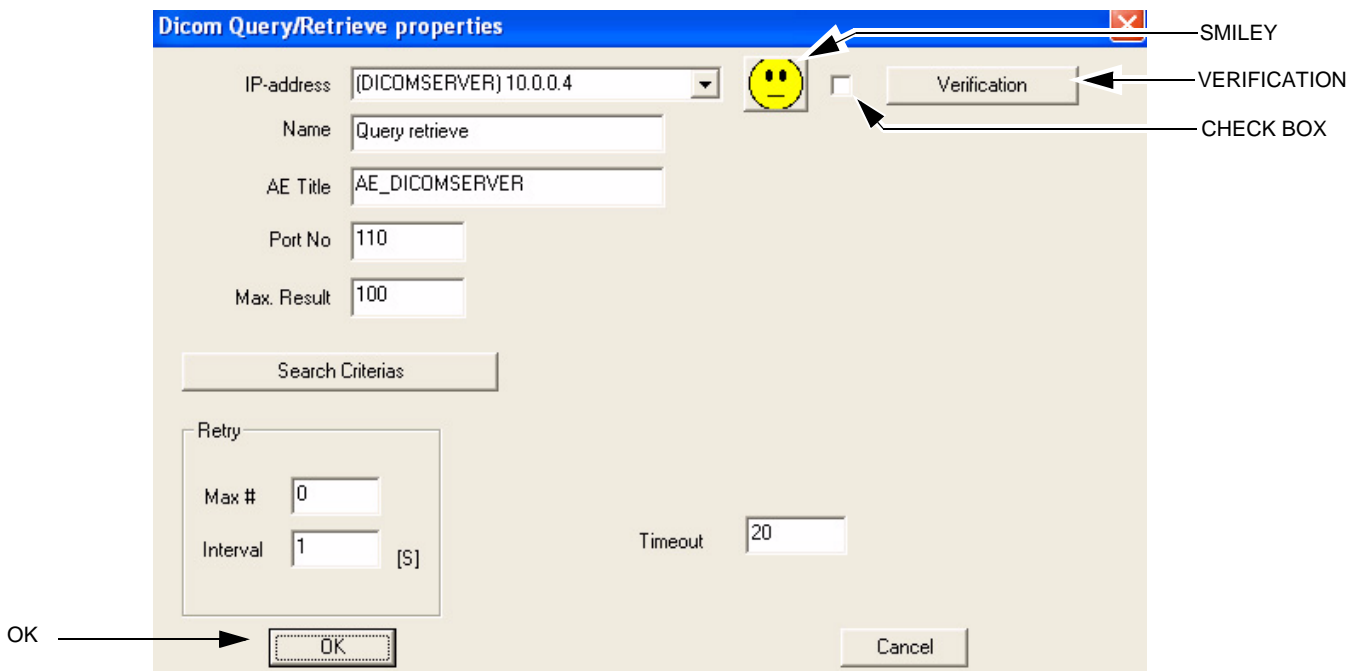 Dicom Query/Retrieve properties
SMILEY
IP-address (DICOMSERVER) 10.0.0.4 Verification VERIFICATION
Name Query retrieve CHECK BOX
AE Title AE_DICOMSERVER
Port No 110
Max. Result 100
Search Criterias
Retry
Max # 0
Interval 1 [S] Timeout 20
OK OK Cancel